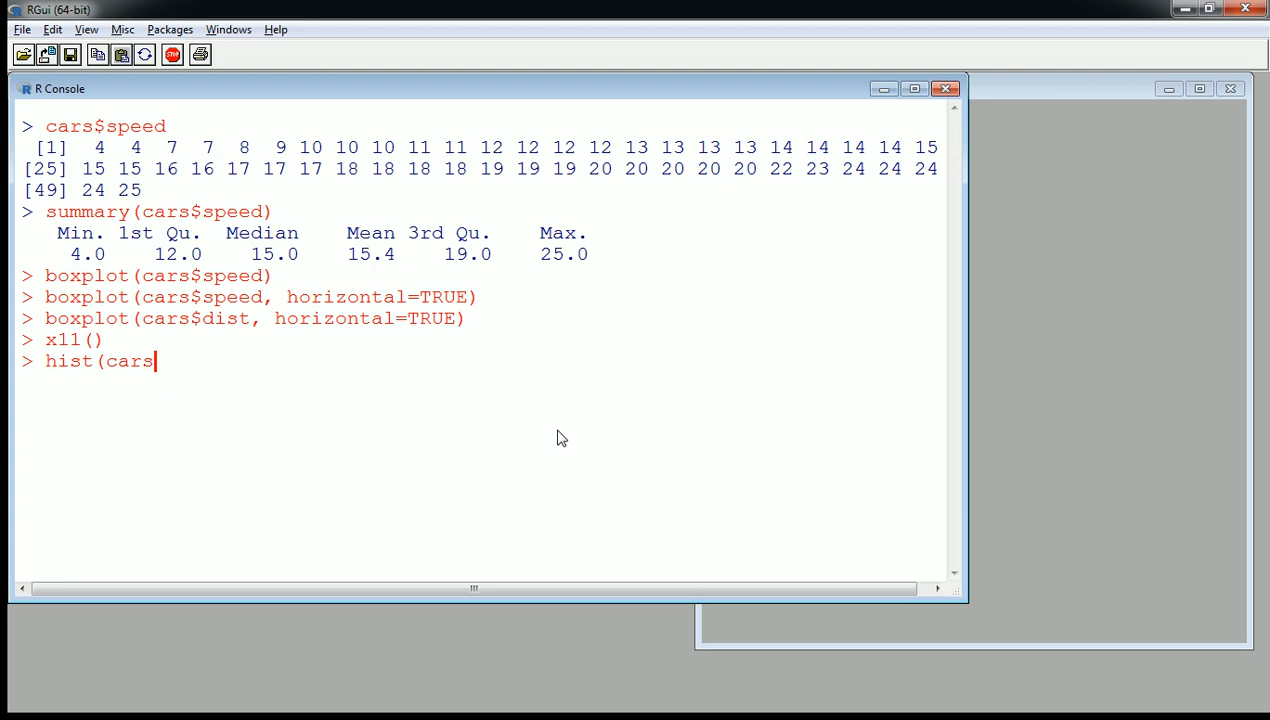 RGui (64-bit)
File Edit View Misc Packages Windows Help
STOP
R Console
> cars$speed
[1] 4 4 7 7 8 9 10 10 10 11 11 12 12 12 12 13 13 13 13 14 14 14 14 15
[25] 15 15 16 16 17 17 17 18 18 18 18 19 19 19 20 20 20 20 20 22 23 24 24 24
[49] 24 25
> summary(cars$speed)
Min. 1st Qu. Median Mean 3rd Qu. Max.
4.0 12.0 15.0 15.4 19.0 25.0
> boxplot(cars$speed)
> boxplot(cars$speed, horizontal=TRUE)
> boxplot(cars$dist, horizontal=TRUE)
> x11()
> hist(cars